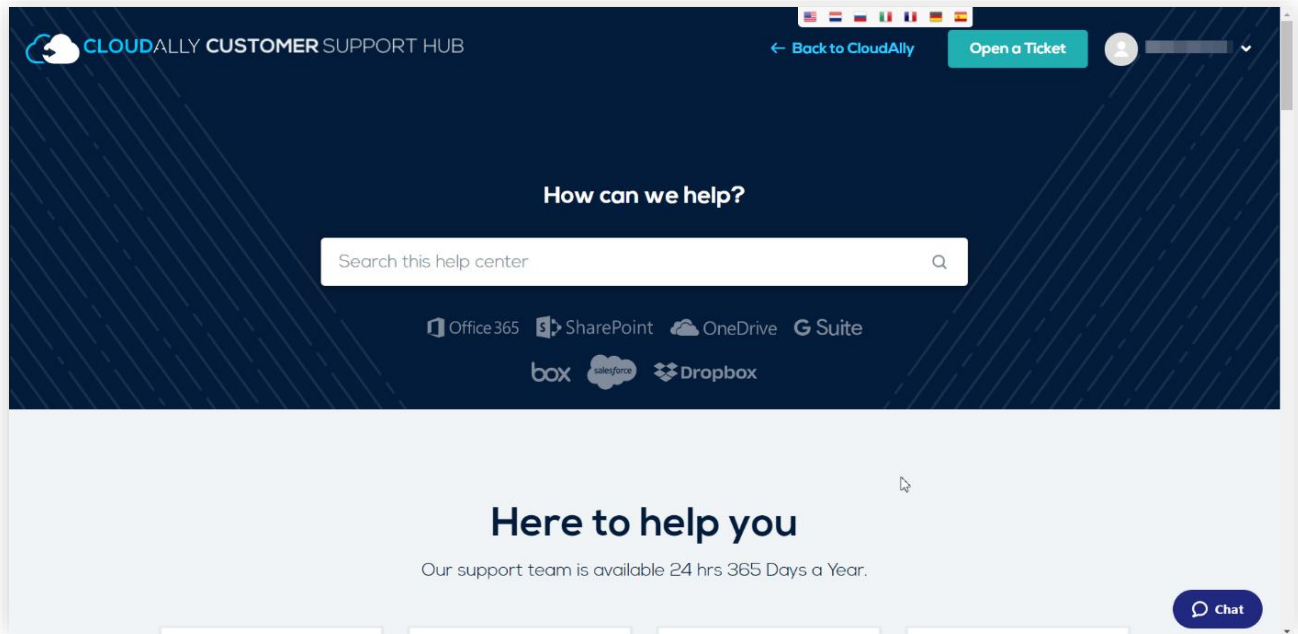 CLOUDALLY CUSTOMER SUPPORT HUB
← Back to CloudAlly
Open a Ticket
How can we help?
Search this help center
Office 365 SharePoint OneDrive G Suite
box salesforce Dropbox
Here to help you
Our support team is available 24 hrs 365 Days a Year.
Chat